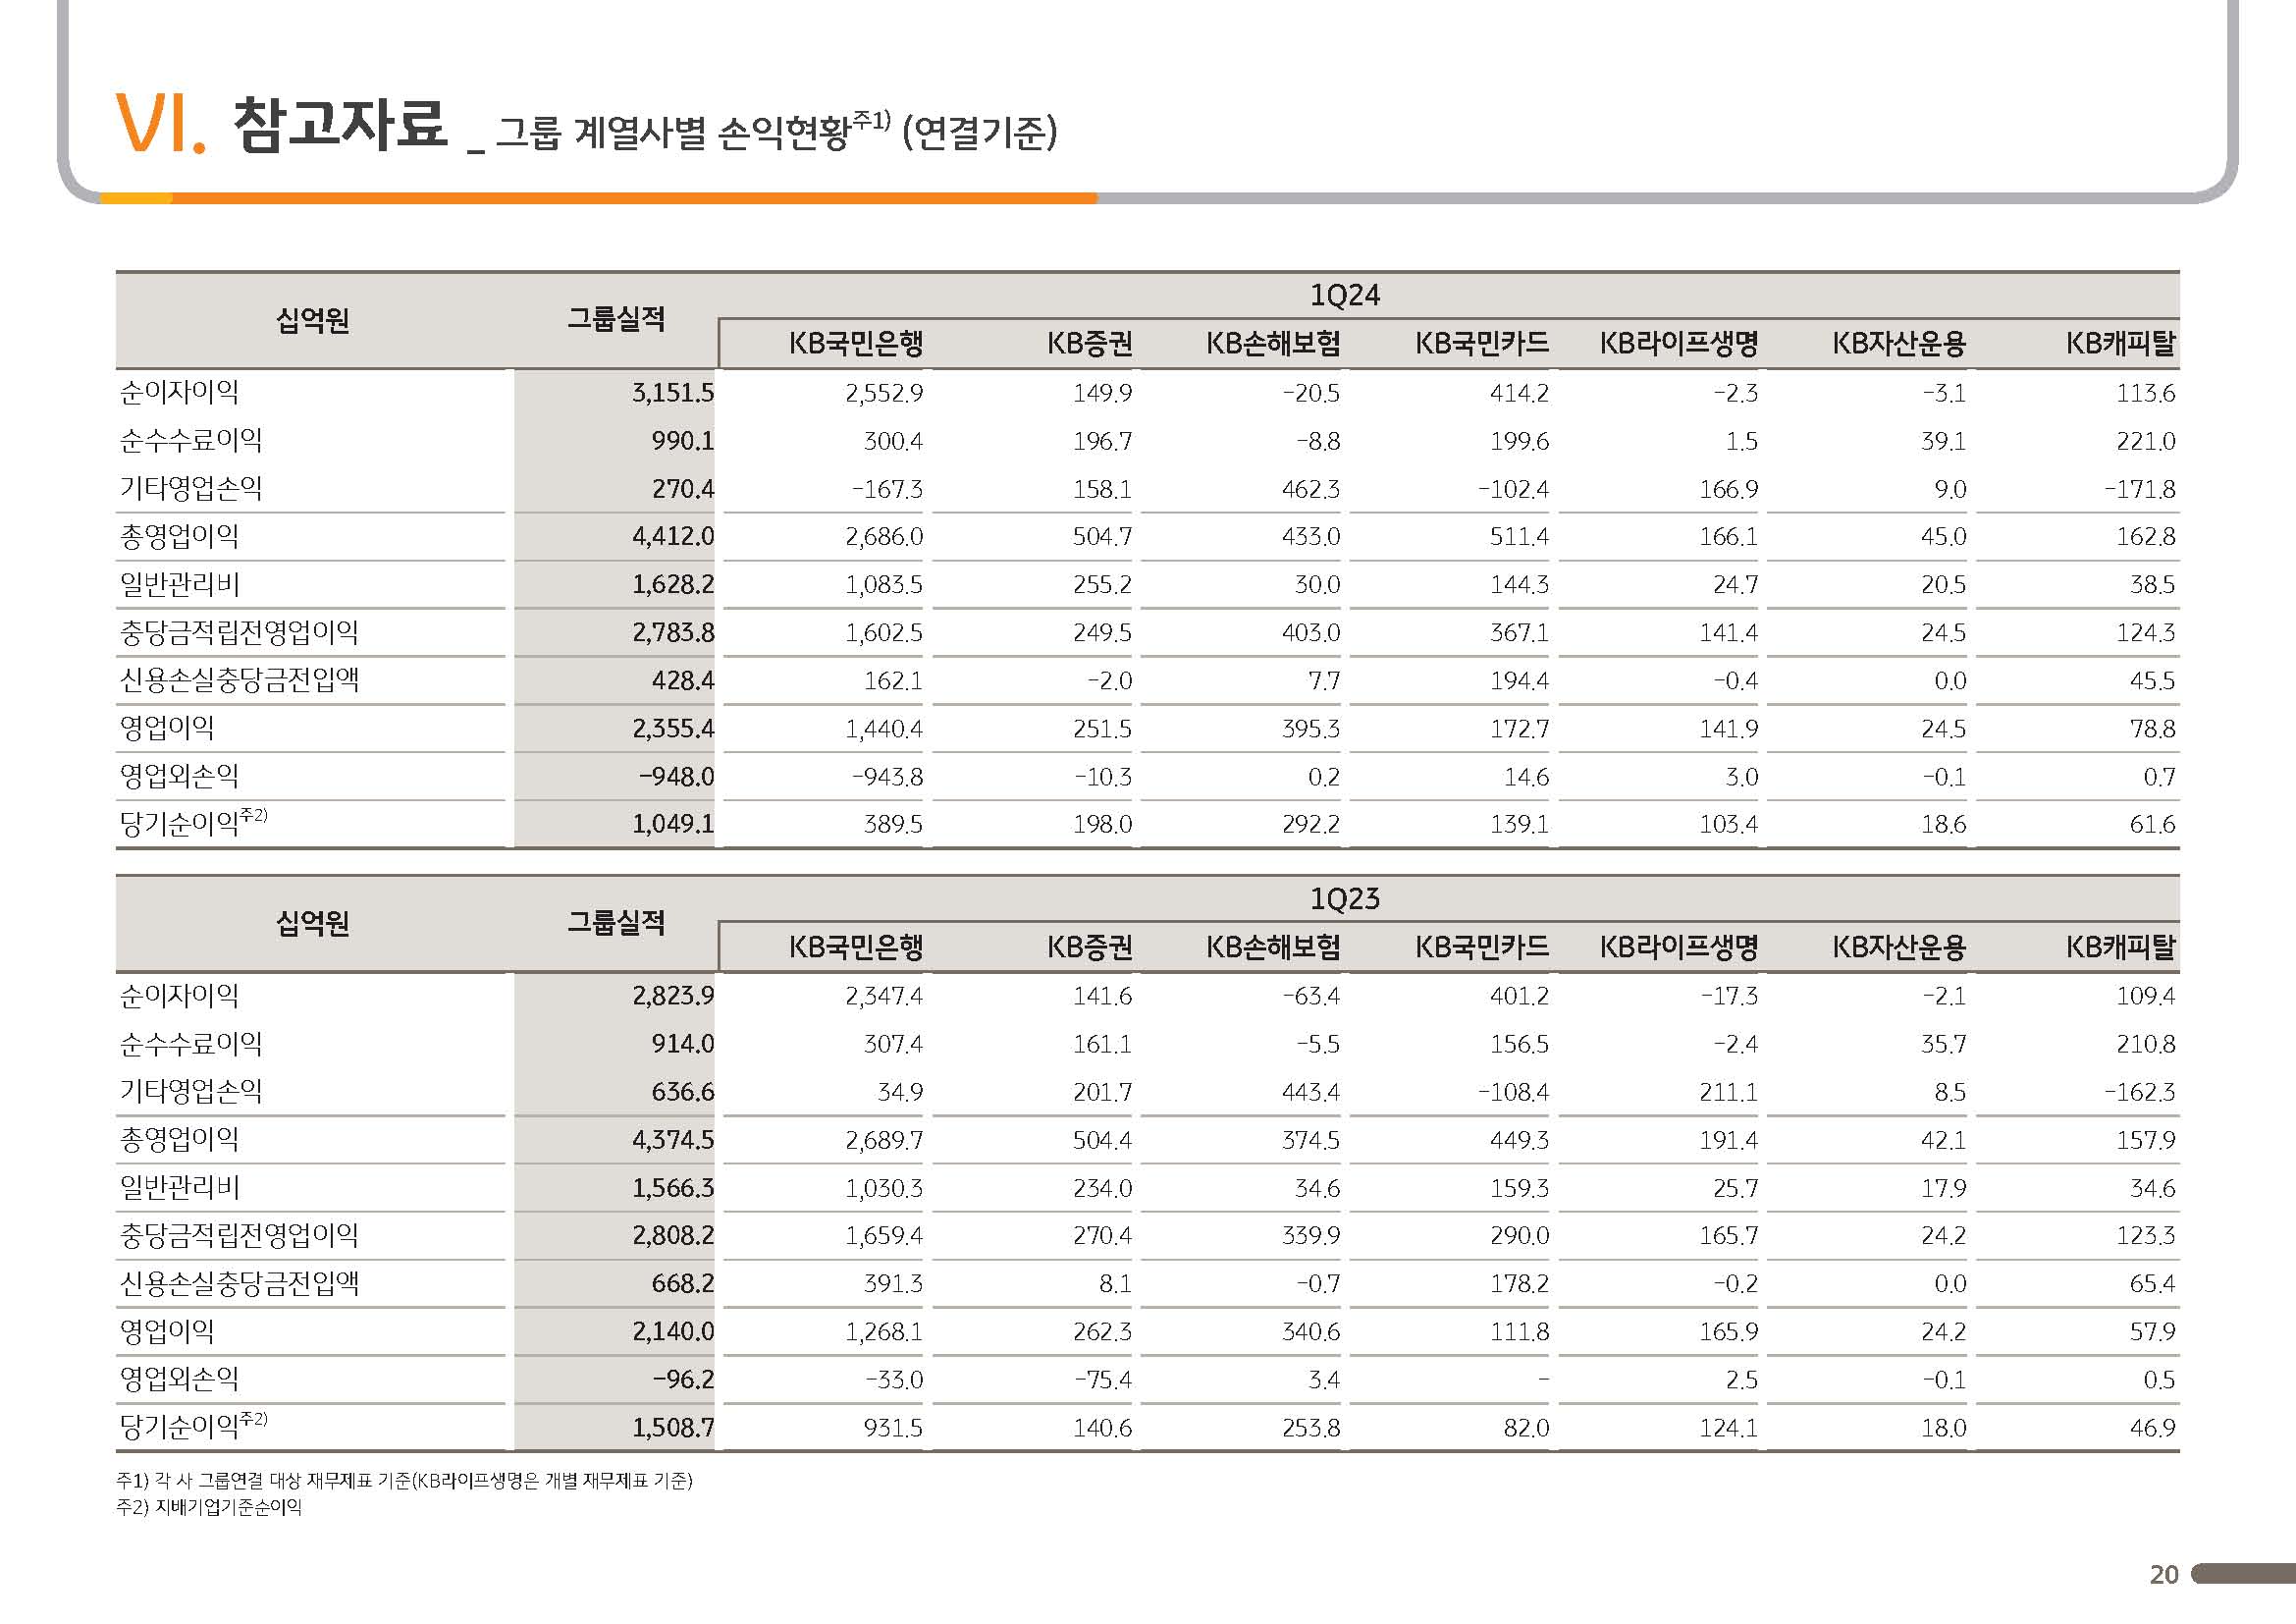 VI. 참고자료 _ 그룹 계열사별 손익현황주1) (연결기준)
십억원 그룹실적 1Q24
KB국민은행 KB증권 KB손해보험 KB국민카드 KB라이프생명 KB자산운용 KB캐피탈
순이자이익 3,151.5 2,552.9 149.9 -20.5 414.2 -2.3 -3.1 113.6
순수수료이익 990.1 300.4 196.7 -8.8 199.6 1.5 39.1 221.0
기타영업손익 270.4 -167.3 158.1 462.3 -102.4 166.9 9.0 -171.8
총영업이익 4,412.0 2,686.0 504.7 433.0 511.4 166.1 45.0 162.8
일반관리비 1,628.2 1,083.5 255.2 30.0 144.3 24.7 20.5 38.5
충당금적립전영업이익 2,783.8 1,602.5 249.5 403.0 367.1 141.4 24.5 124.3
신용손실충당금전입액 428.4 162.1 -2.0 7.7 194.4 -0.4 0.0 45.5
영업이익 2,355.4 1,440.4 251.5 395.3 172.7 141.9 24.5 78.8
영업외손익 -948.0 -943.8 -10.3 0.2 14.6 3.0 -0.1 0.7
당기순이익주2) 1,049.1 389.5 198.0 292.2 139.1 103.4 18.6 61.6
십억원 그룹실적 1Q23
KB국민은행 KB증권 KB손해보험 KB국민카드 KB라이프생명 KB자산운용 KB캐피탈
순이자이익 2,823.9 2,347.4 141.6 -63.4 401.2 -17.3 -2.1 109.4
순수수료이익 914.0 307.4 161.1 -5.5 156.5 -2.4 35.7 210.8
기타영업손익 636.6 34.9 201.7 443.4 -108.4 211.1 8.5 -162.3
총영업이익 4,374.5 2,689.7 504.4 374.5 449.3 191.4 42.1 157.9
일반관리비 1,566.3 1,030.3 234.0 34.6 159.3 25.7 17.9 34.6
충당금적립전영업이익 2,808.2 1,659.4 270.4 339.9 290.0 165.7 24.2 123.3
신용손실충당금전입액 668.2 391.3 8.1 -0.7 178.2 -0.2 0.0 65.4
영업이익 2,140.0 1,268.1 262.3 340.6 111.8 165.9 24.2 57.9
영업외손익 -96.2 -33.0 -75.4 3.4 - 2.5 -0.1 0.5
당기순이익주2) 1,508.7 931.5 140.6 253.8 82.0 124.1 18.0 46.9
주1) 각 사 그룹연결 대상 재무제표 기준(KB라이프생명은 개별 재무제표 기준)
주2) 지배기업기준순이익
20